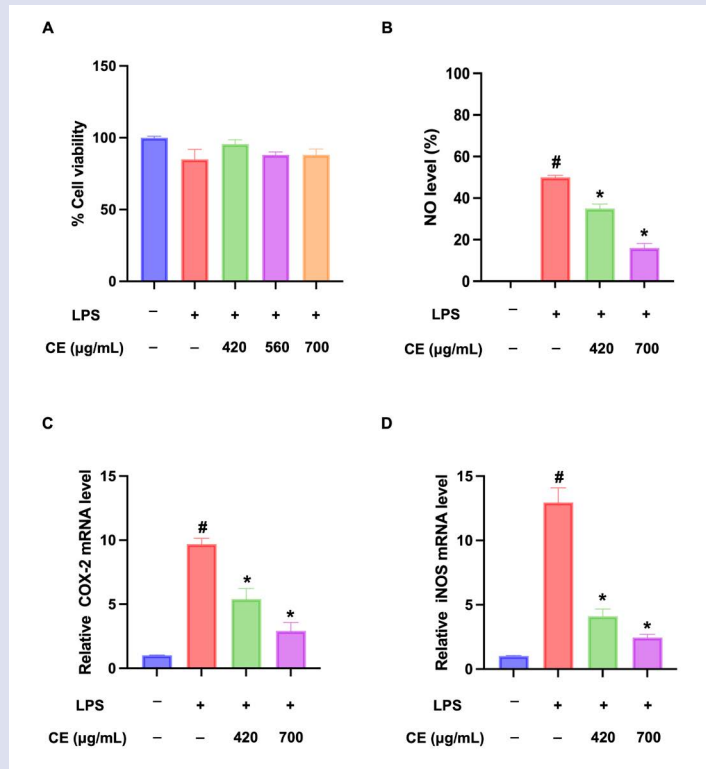 A
150
100
50
0
% Cell viability
LPS – + + + +
CE (µg/mL) – – 420 560 700
B
100
80
60
40
20
0
NO level (%)
#
*
*
LPS – + + +
CE (µg/mL) – – 420 700
C
15
10
5
0
Relative COX-2 mRNA level
#
*
*
LPS – + + +
CE (µg/mL) – – 420 700
D
15
10
5
0
Relative iNOS mRNA level
#
*
*
LPS – + + +
CE (µg/mL) – – 420 700